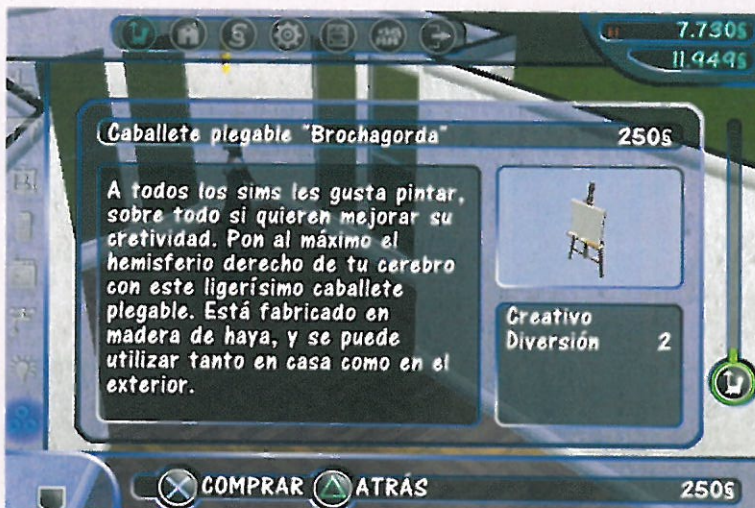 7.730§
11.949§
Caballete plegable "Brochagorda" 250§
A todos los sims les gusta pintar,
sobre todo si quieren mejorar su
cretividad. Pon al máximo el
hemisferio derecho de tu cerebro
con este ligerísimo caballete
plegable. Está fabricado en
madera de haya, y se puede
utilizar tanto en casa como en el
exterior.
Creativo
Diversión 2
COMPRAR ATRÁS 250§